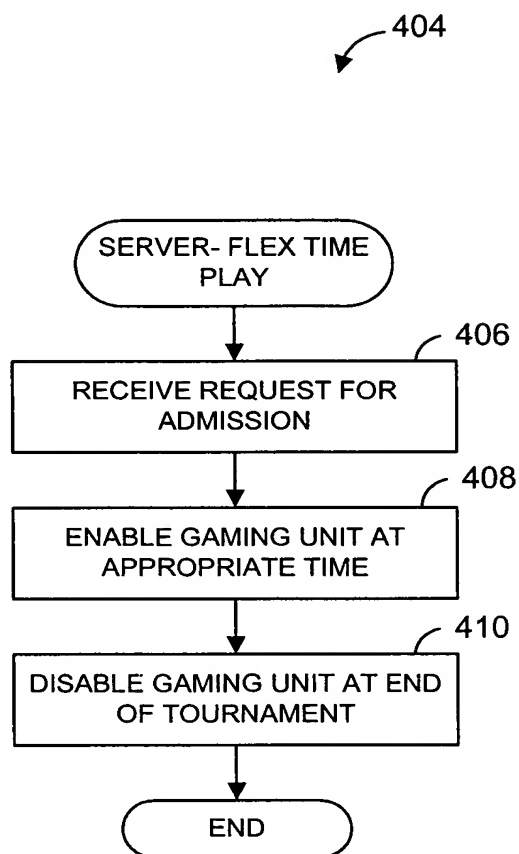 404
SERVER- FLEX TIME
PLAY
406
RECEIVE REQUEST FOR
ADMISSION
408
ENABLE GAMING UNIT AT
APPROPRIATE TIME
410
DISABLE GAMING UNIT AT END
OF TOURNAMENT
END